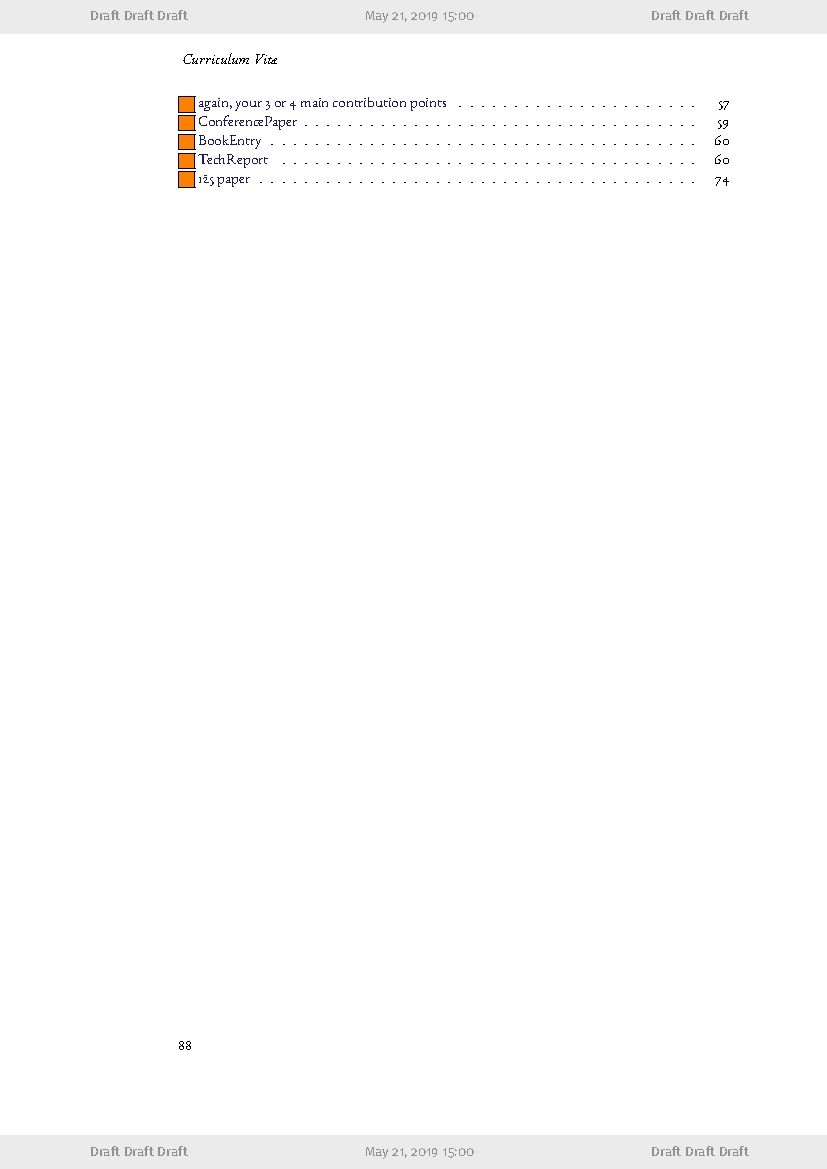 Draft Draft Draft May 21, 2019 15:00 Draft Draft Draft
Curriculum Vitæ
again, your 3 or 4 main contribution points . . . . . . . . . . . . . . . . . . . . . . 57
ConferencePaper . . . . . . . . . . . . . . . . . . . . . . . . . . . . . . . . . . . . 59
BookEntry . . . . . . . . . . . . . . . . . . . . . . . . . . . . . . . . . . . . . . . 60
TechReport . . . . . . . . . . . . . . . . . . . . . . . . . . . . . . . . . . . . . . 60
125 paper . . . . . . . . . . . . . . . . . . . . . . . . . . . . . . . . . . . . . . . . 74
88
Draft Draft Draft May 21, 2019 15:00 Draft Draft Draft